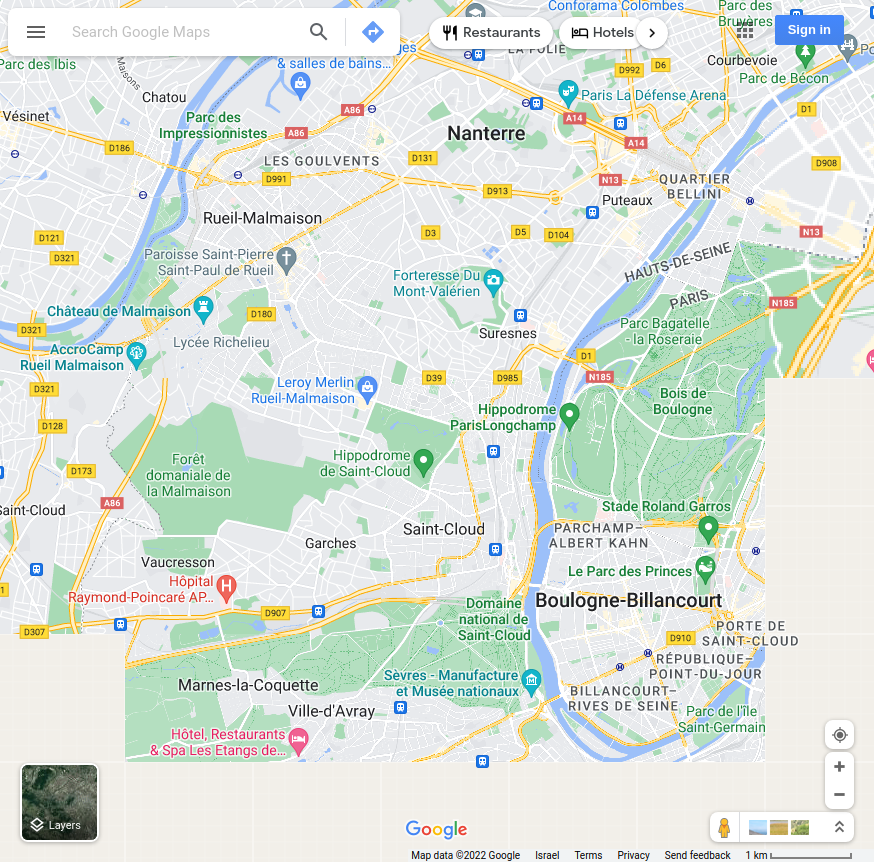 Search Google Maps
Restaurants
Hotels
Sign in
Conforama Colombes
Parc des
Bruyères
Courbevoie
Parc de Bécon
LA FOLIE
D992
D6
ges
& salles de bains...
Parc des Ibis
Maisons
Chatou
Vésinet
Parc des
Impressionnistes
A86
A86
D186
LES GOULVENTS
D991
D131
Nanterre
Paris La Défense Arena
A14
A14
D1
D908
N13
QUARTIER
BELLINI
D913
Puteaux
N13
Rueil-Malmaison
D3
D5
D104
D121
D321
Paroisse Saint-Pierre
Saint-Paul de Rueil
Forteresse Du
Mont-Valérien
HAUTS-DE-SEINE
PARIS
N185
Château de Malmaison
D180
D321
Lycée Richelieu
Suresnes
Parc Bagatelle
- la Roseraie
AccroCamp
Rueil Malmaison
D1
N185
D321
Leroy Merlin
Rueil-Malmaison
D39
D985
Bois de
Boulogne
Hippodrome
ParisLongchamp
D128
Hippodrome
de Saint-Cloud
D173
Forêt
domaniale de
la Malmaison
A86
Saint-Cloud
Stade Roland Garros
Saint-Cloud
PARCHAMP–
ALBERT KAHN
Garches
Vaucresson
Le Parc des Princes
Hôpital
Raymond-Poincaré AP...
1
Boulogne-Billancourt
D907
Domaine
national de
Saint-Cloud
D307
D910
PORTE DE
SAINT-CLOUD
RÉPUBLIQUE–
POINT-DU-JOUR
Marnes-la-Coquette
Sèvres - Manufacture
et Musée nationaux
BILLANCOURT–
RIVES DE SEINE
Ville-d'Avray
Parc de l'île
Saint-Germain
Hôtel, Restaurants
& Spa Les Etangs de...
Layers
Google
Map data ©2022 Google
Israel
Terms
Privacy
Send feedback
1 km